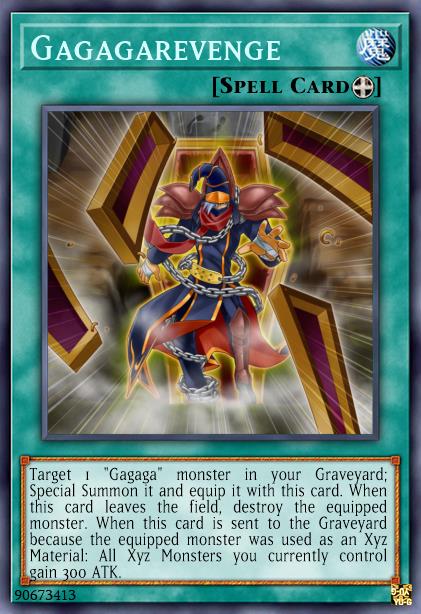 Gagagarevenge
[Spell Card]
Target 1 "Gagaga" monster in your Graveyard;
Special Summon it and equip it with this card. When
this card leaves the field, destroy the equipped
monster. When this card is sent to the Graveyard
because the equipped monster was used as an Xyz
Material: All Xyz Monsters you currently control
gain 300 ATK.
90673413